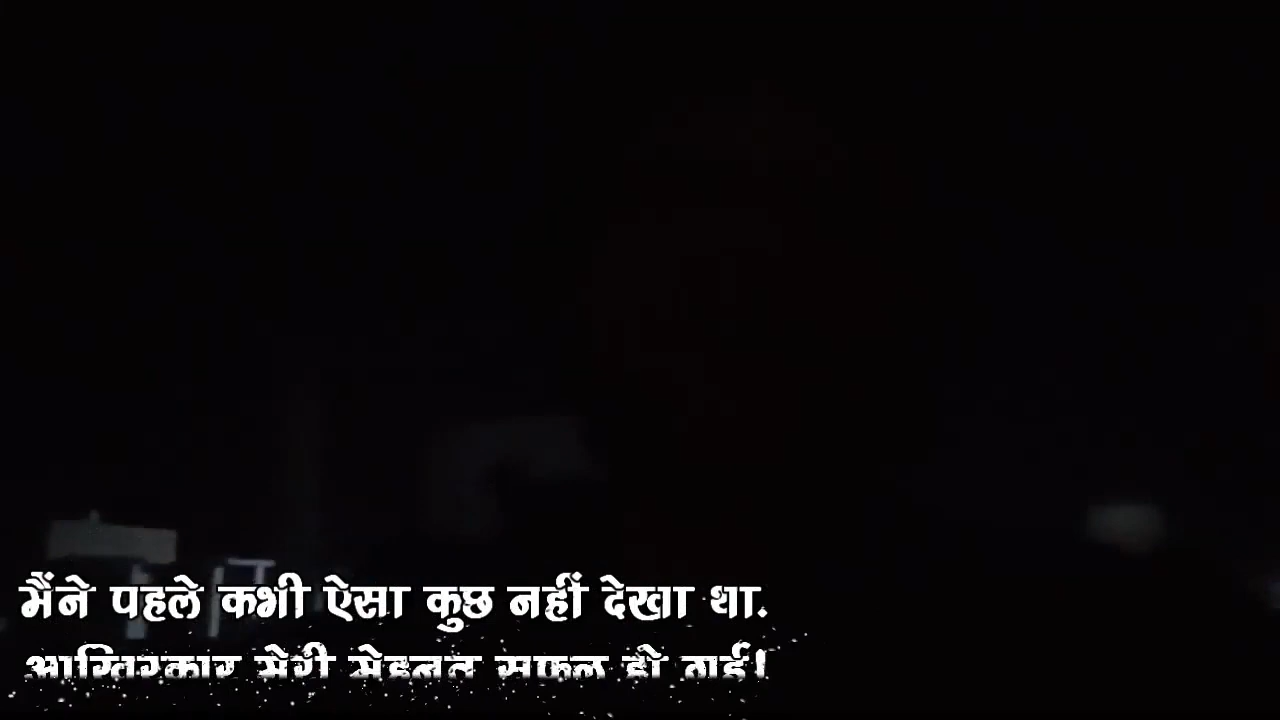 मैंने पहले कभी ऐसा कुछ नहीं देखा था.
आखिरकार मेरी मेहनत सफल हो गई!